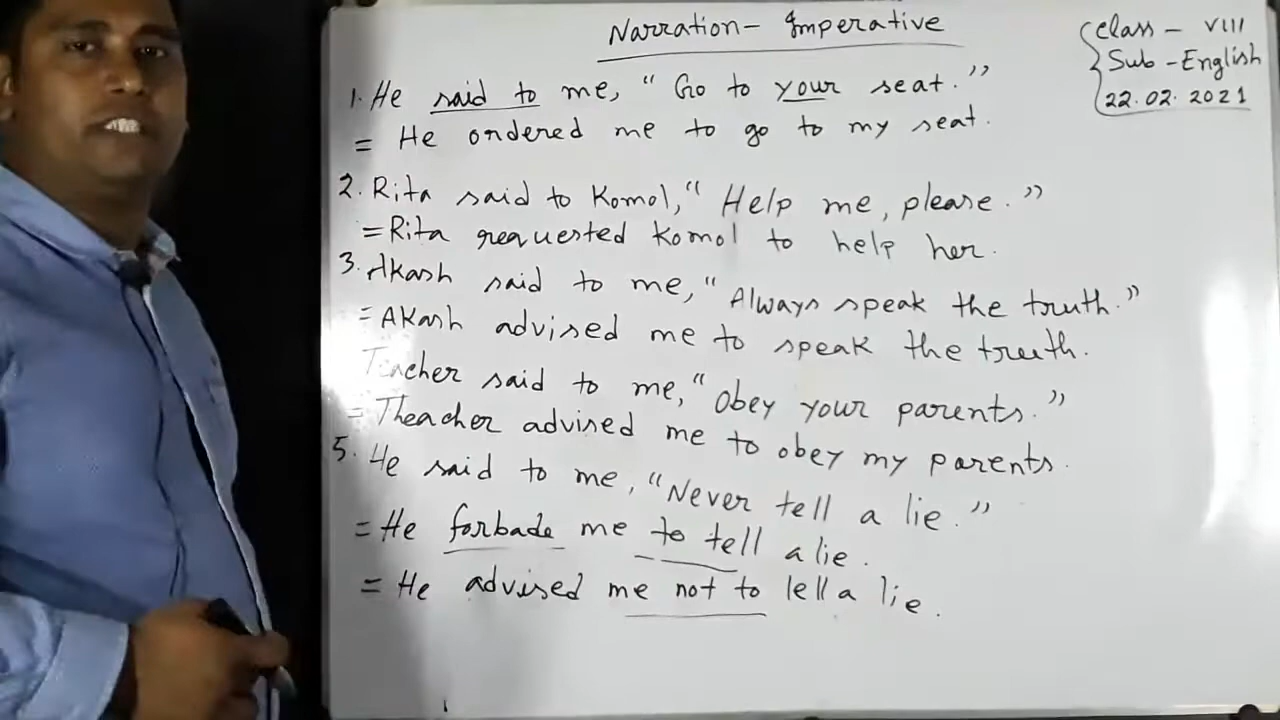 Narration- Imperative
Class - VIII
Sub - English
22.02.2021
1. He said to me, "Go to your seat."
= He ordered me to go to my seat.
2. Rita said to Komol, "Help me, please."
= Rita requested Komol to help her.
3. Akash said to me, "Always speak the truth."
= Akash advised me to speak the truth.
Teacher said to me, "Obey your parents."
= Theacher advised me to obey my parents.
5. He said to me, "Never tell a lie."
= He forbade me to tell a lie.
= He advised me not to lell a lie.